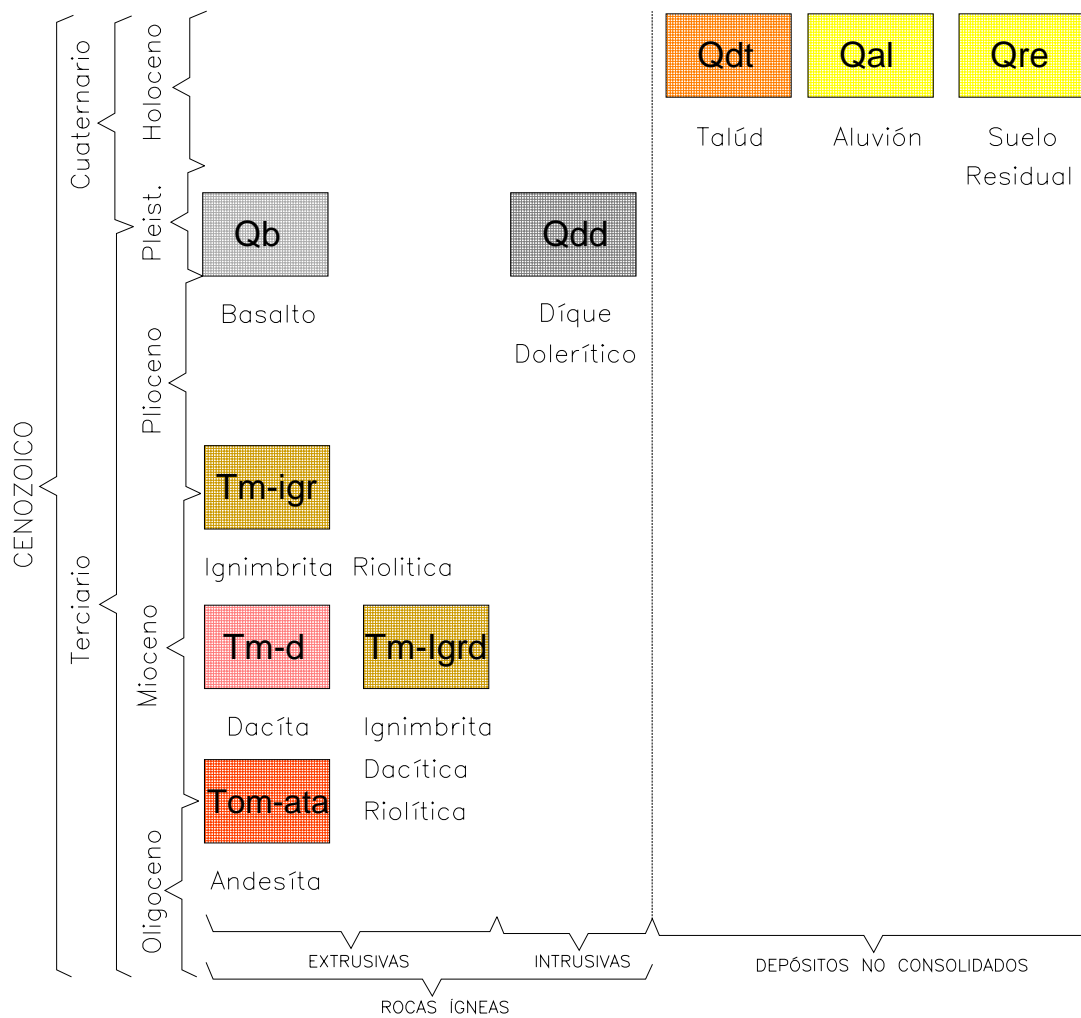 CENOZOICO
Cuaternario
Terciario
Holoceno
Pleist.
Plioceno
Mioceno
Oligoceno
Qdt
Qal
Qre
Talúd
Aluvión
Suelo
Residual
Qb
Qdd
Basalto
Díque
Dolerítico
Tm-igr
Ignimbrita Riolitica
Tm-d
Tm-Igrd
Dacíta
Ignimbrita
Dacítica
Riolítica
Tom-ata
Andesíta
EXTRUSIVAS
INTRUSIVAS
DEPÓSITOS NO CONSOLIDADOS
ROCAS ÍGNEAS